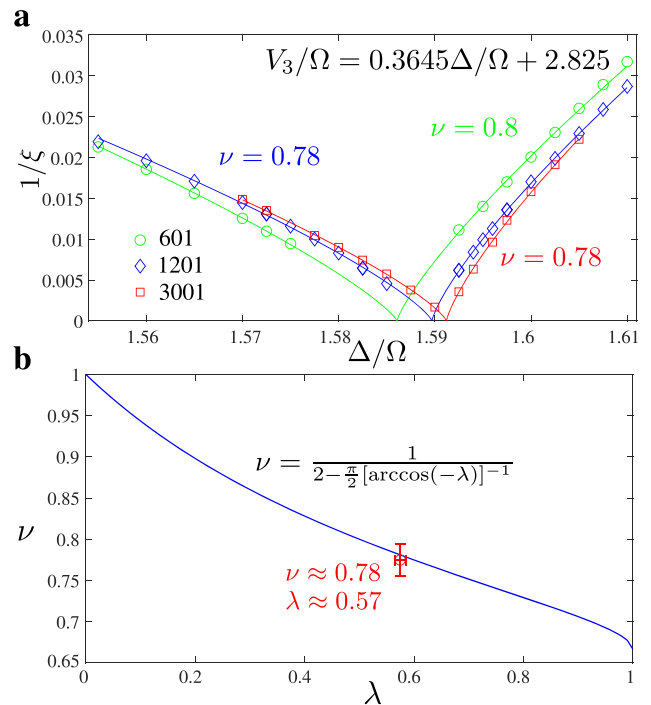 a
V₃/Ω = 0.3645Δ/Ω + 2.825
0.035
0.03
0.025
0.02
0.015
0.01
0.005
0
1/ξ
ν = 0.8
ν = 0.78
ν = 0.78
601
1201
3001
1.56
1.57
1.58
1.59
1.6
1.61
Δ/Ω
b
1
0.95
0.9
0.85
0.8
0.75
0.7
0.65
ν
ν = 1 / (2 − π/2 [arccos(−λ)]⁻¹)
ν ≈ 0.78
λ ≈ 0.57
0
0.2
0.4
0.6
0.8
1
λ